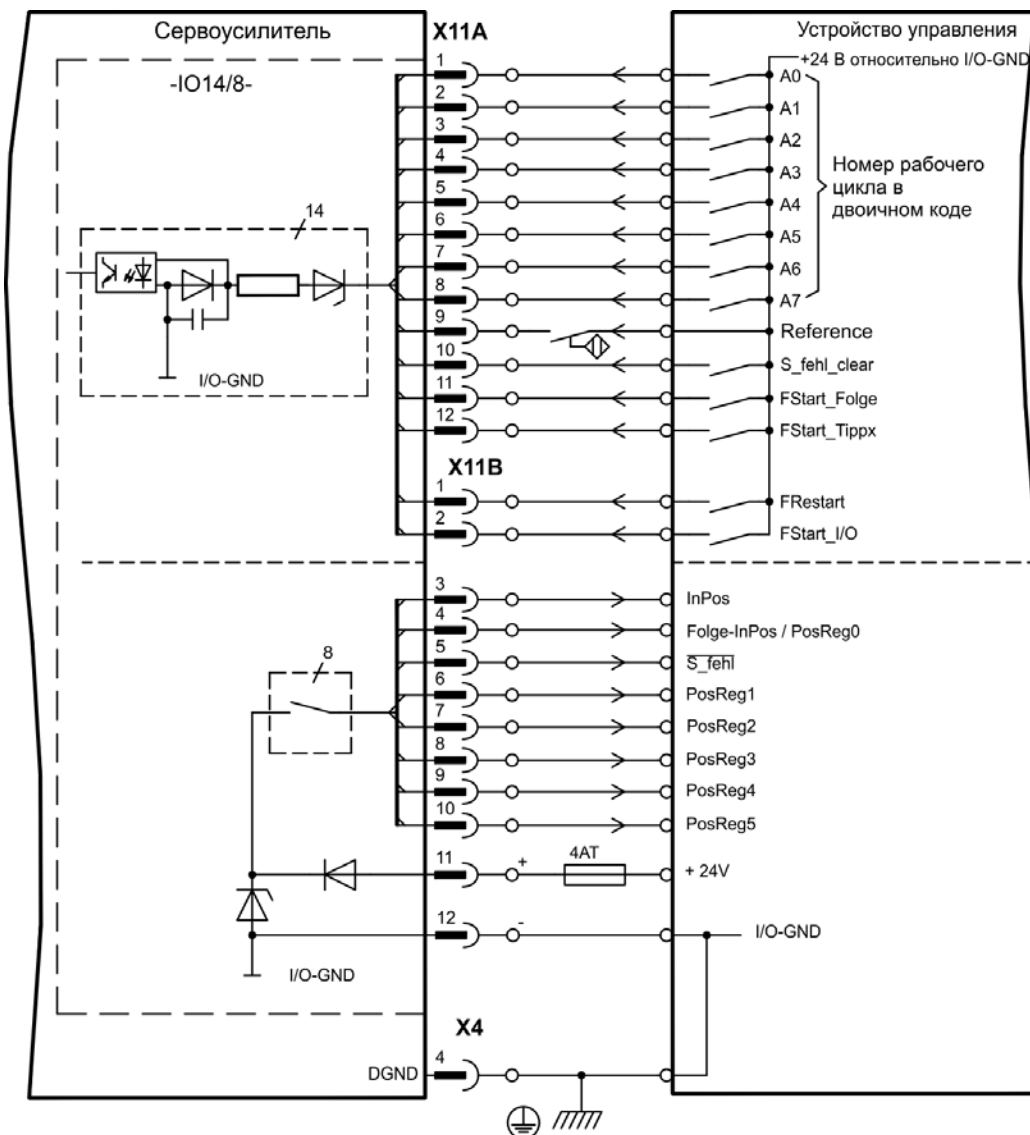 Сервоусилитель
X11A
Устройство управления
-IO14/8-
+24 В относительно I/O-GND
1
A0
2
A1
3
A2
4
A3
Номер рабочего
цикла в
двоичном коде
5
A4
6
A5
7
A6
8
A7
14
I/O-GND
9
Reference
10
S_fehl_clear
11
FStart_Folge
12
FStart_Tippx
X11B
1
FRestart
2
FStart_I/O
3
InPos
4
Folge-InPos / PosReg0
5
S_fehl
8
6
PosReg1
7
PosReg2
8
PosReg3
9
PosReg4
10
PosReg5
11
+
4AT
+ 24V
12
-
I/O-GND
I/O-GND
X4
DGND
4